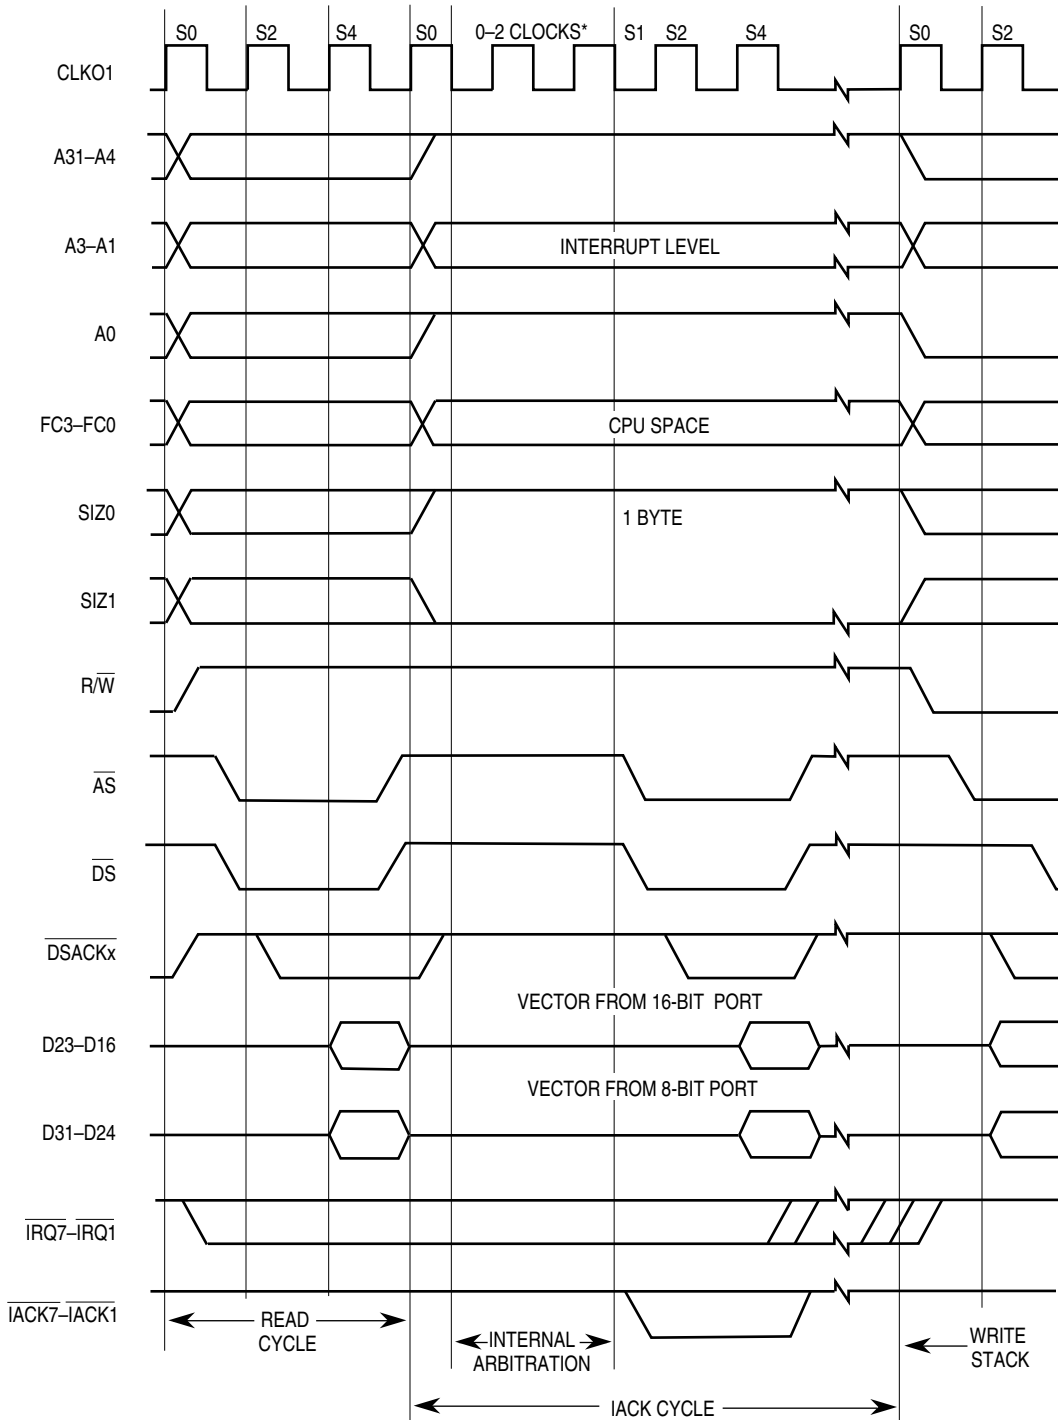 S0 S2 S4 S0 0–2 CLOCKS* S1 S2 S4 S0 S2
CLKO1
A31–A4
A3–A1 INTERRUPT LEVEL
A0
FC3–FC0 CPU SPACE
SIZ0 1 BYTE
SIZ1
R/W
AS
DS
DSACKx
VECTOR FROM 16-BIT PORT
D23–D16
VECTOR FROM 8-BIT PORT
D31–D24
IRQ7–IRQ1
IACK7–IACK1
READ
CYCLE
INTERNAL
ARBITRATION
WRITE
STACK
IACK CYCLE